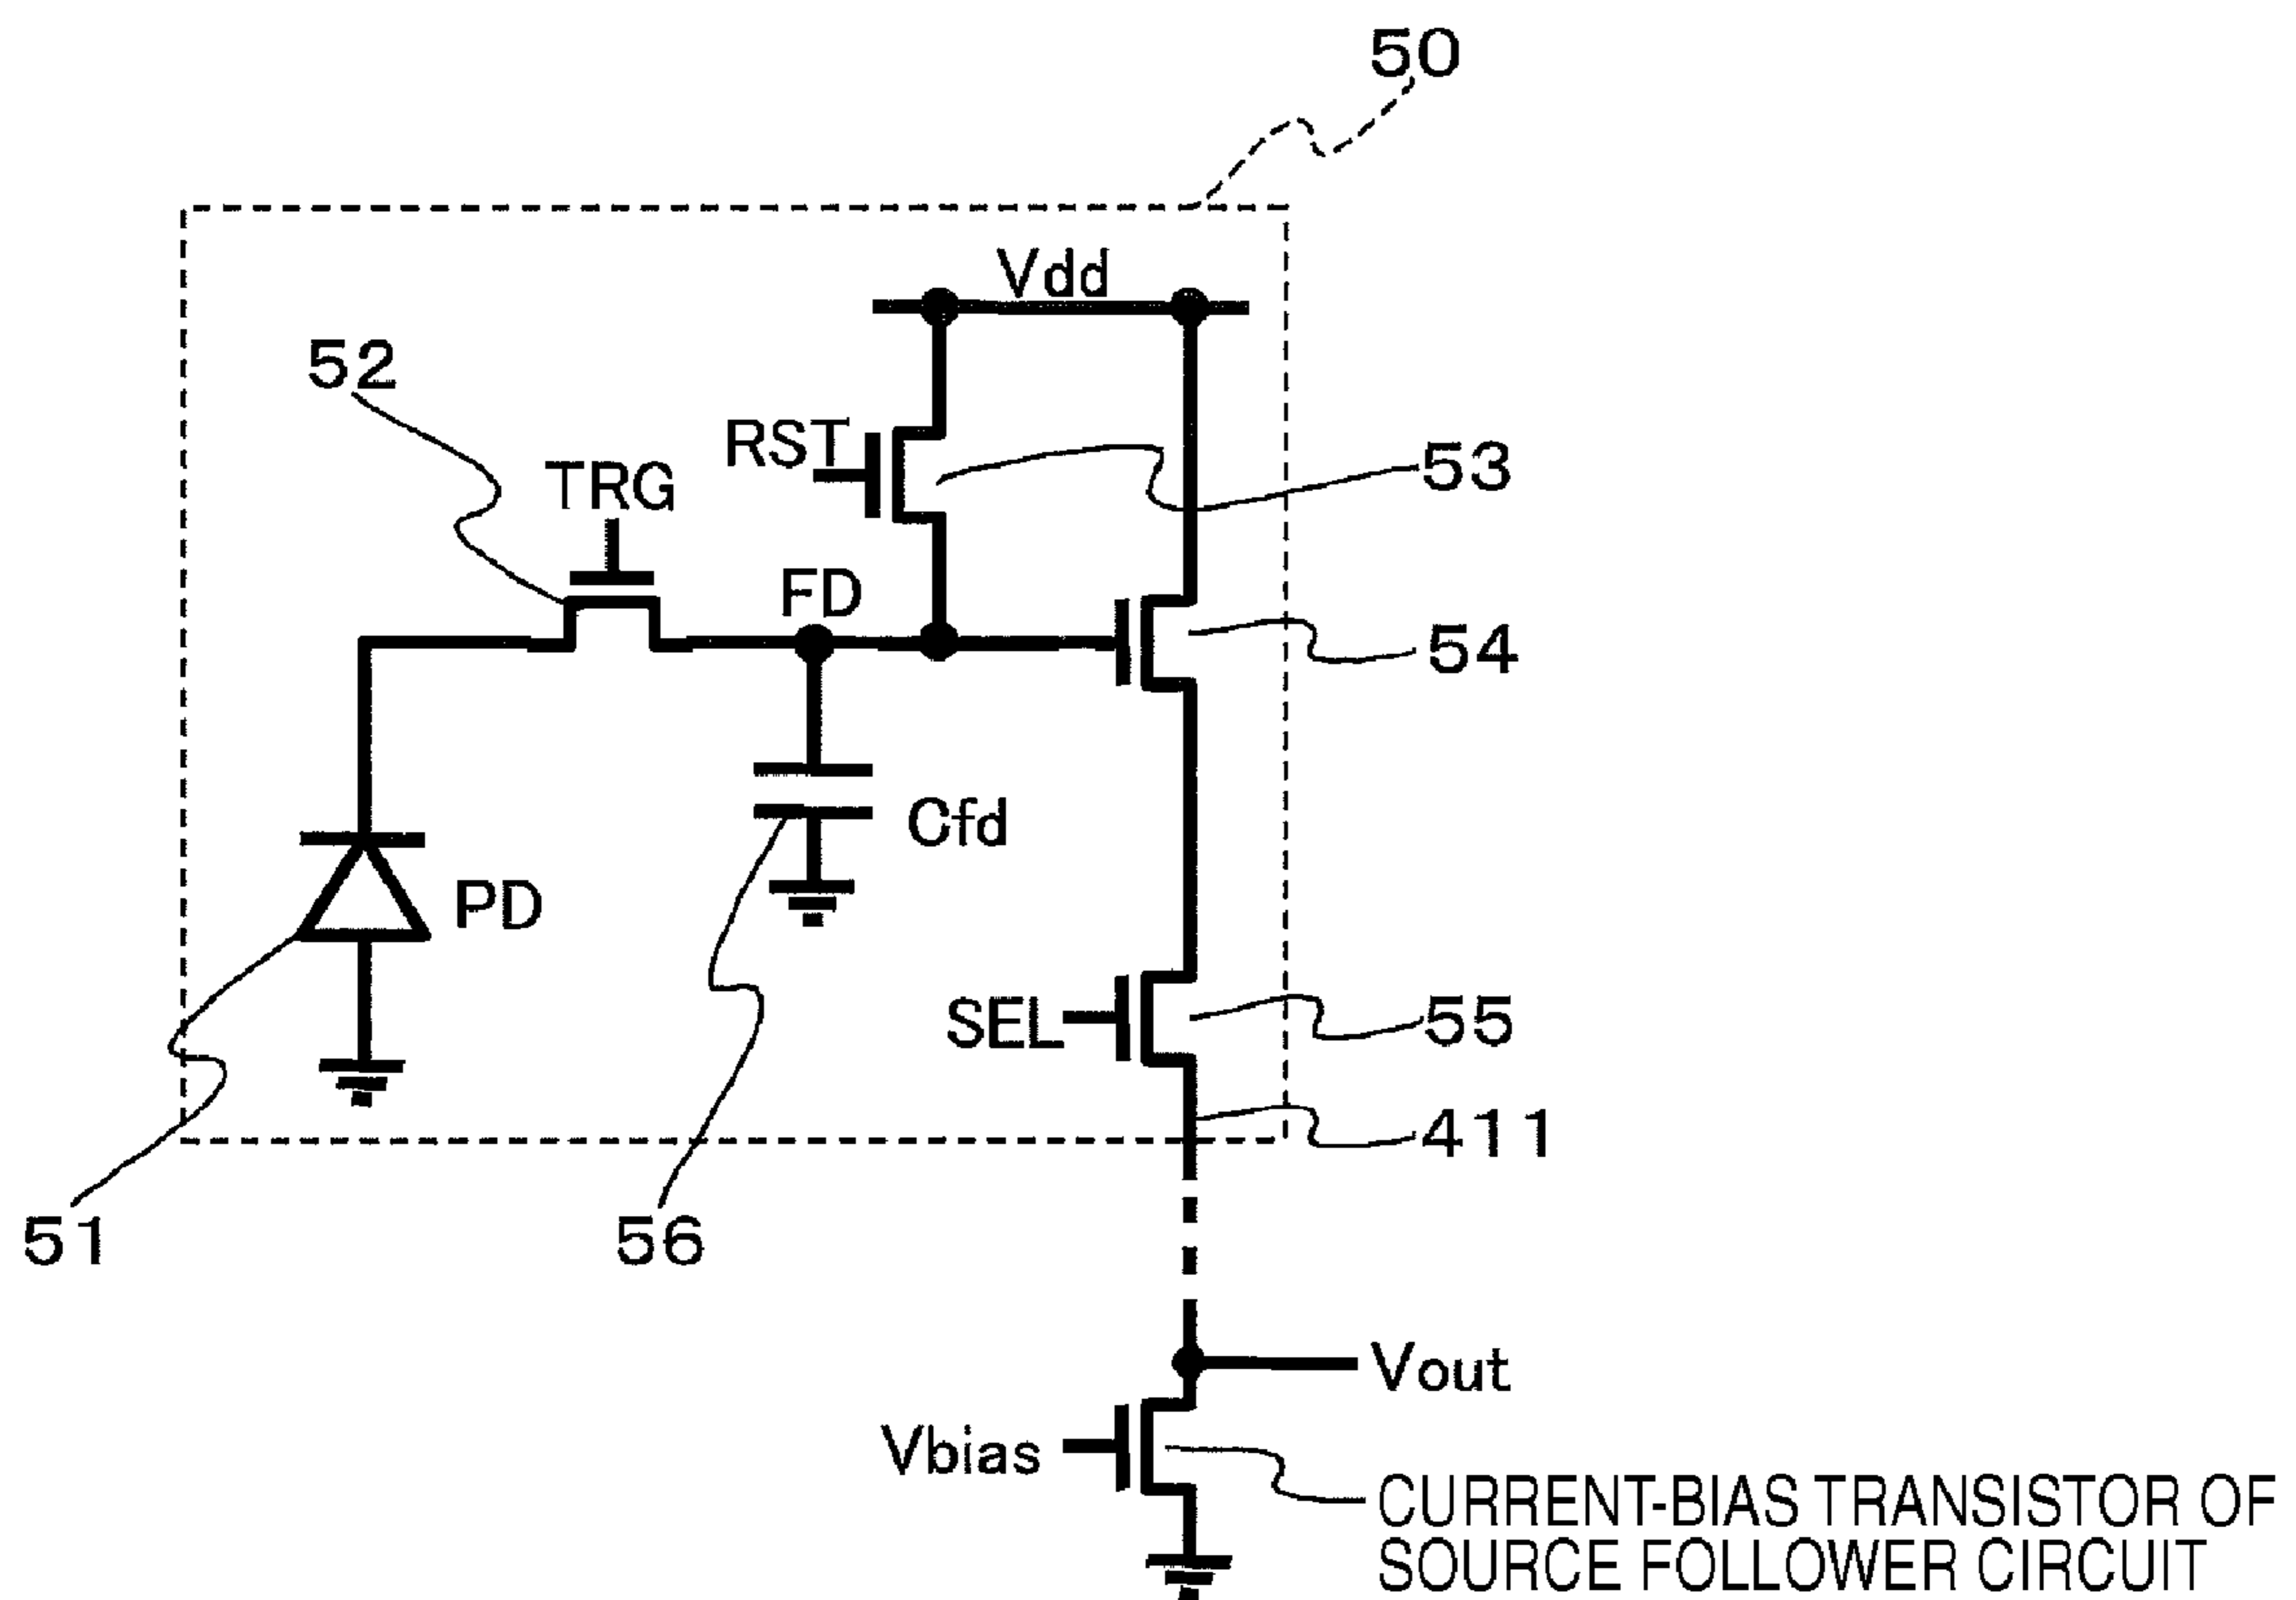 50
Vdd
52
RST
53
TRG
FD
54
Cfd
PD
SEL
55
411
51
56
Vout
Vbias
CURRENT-BIAS TRANSISTOR OF
SOURCE FOLLOWER CIRCUIT